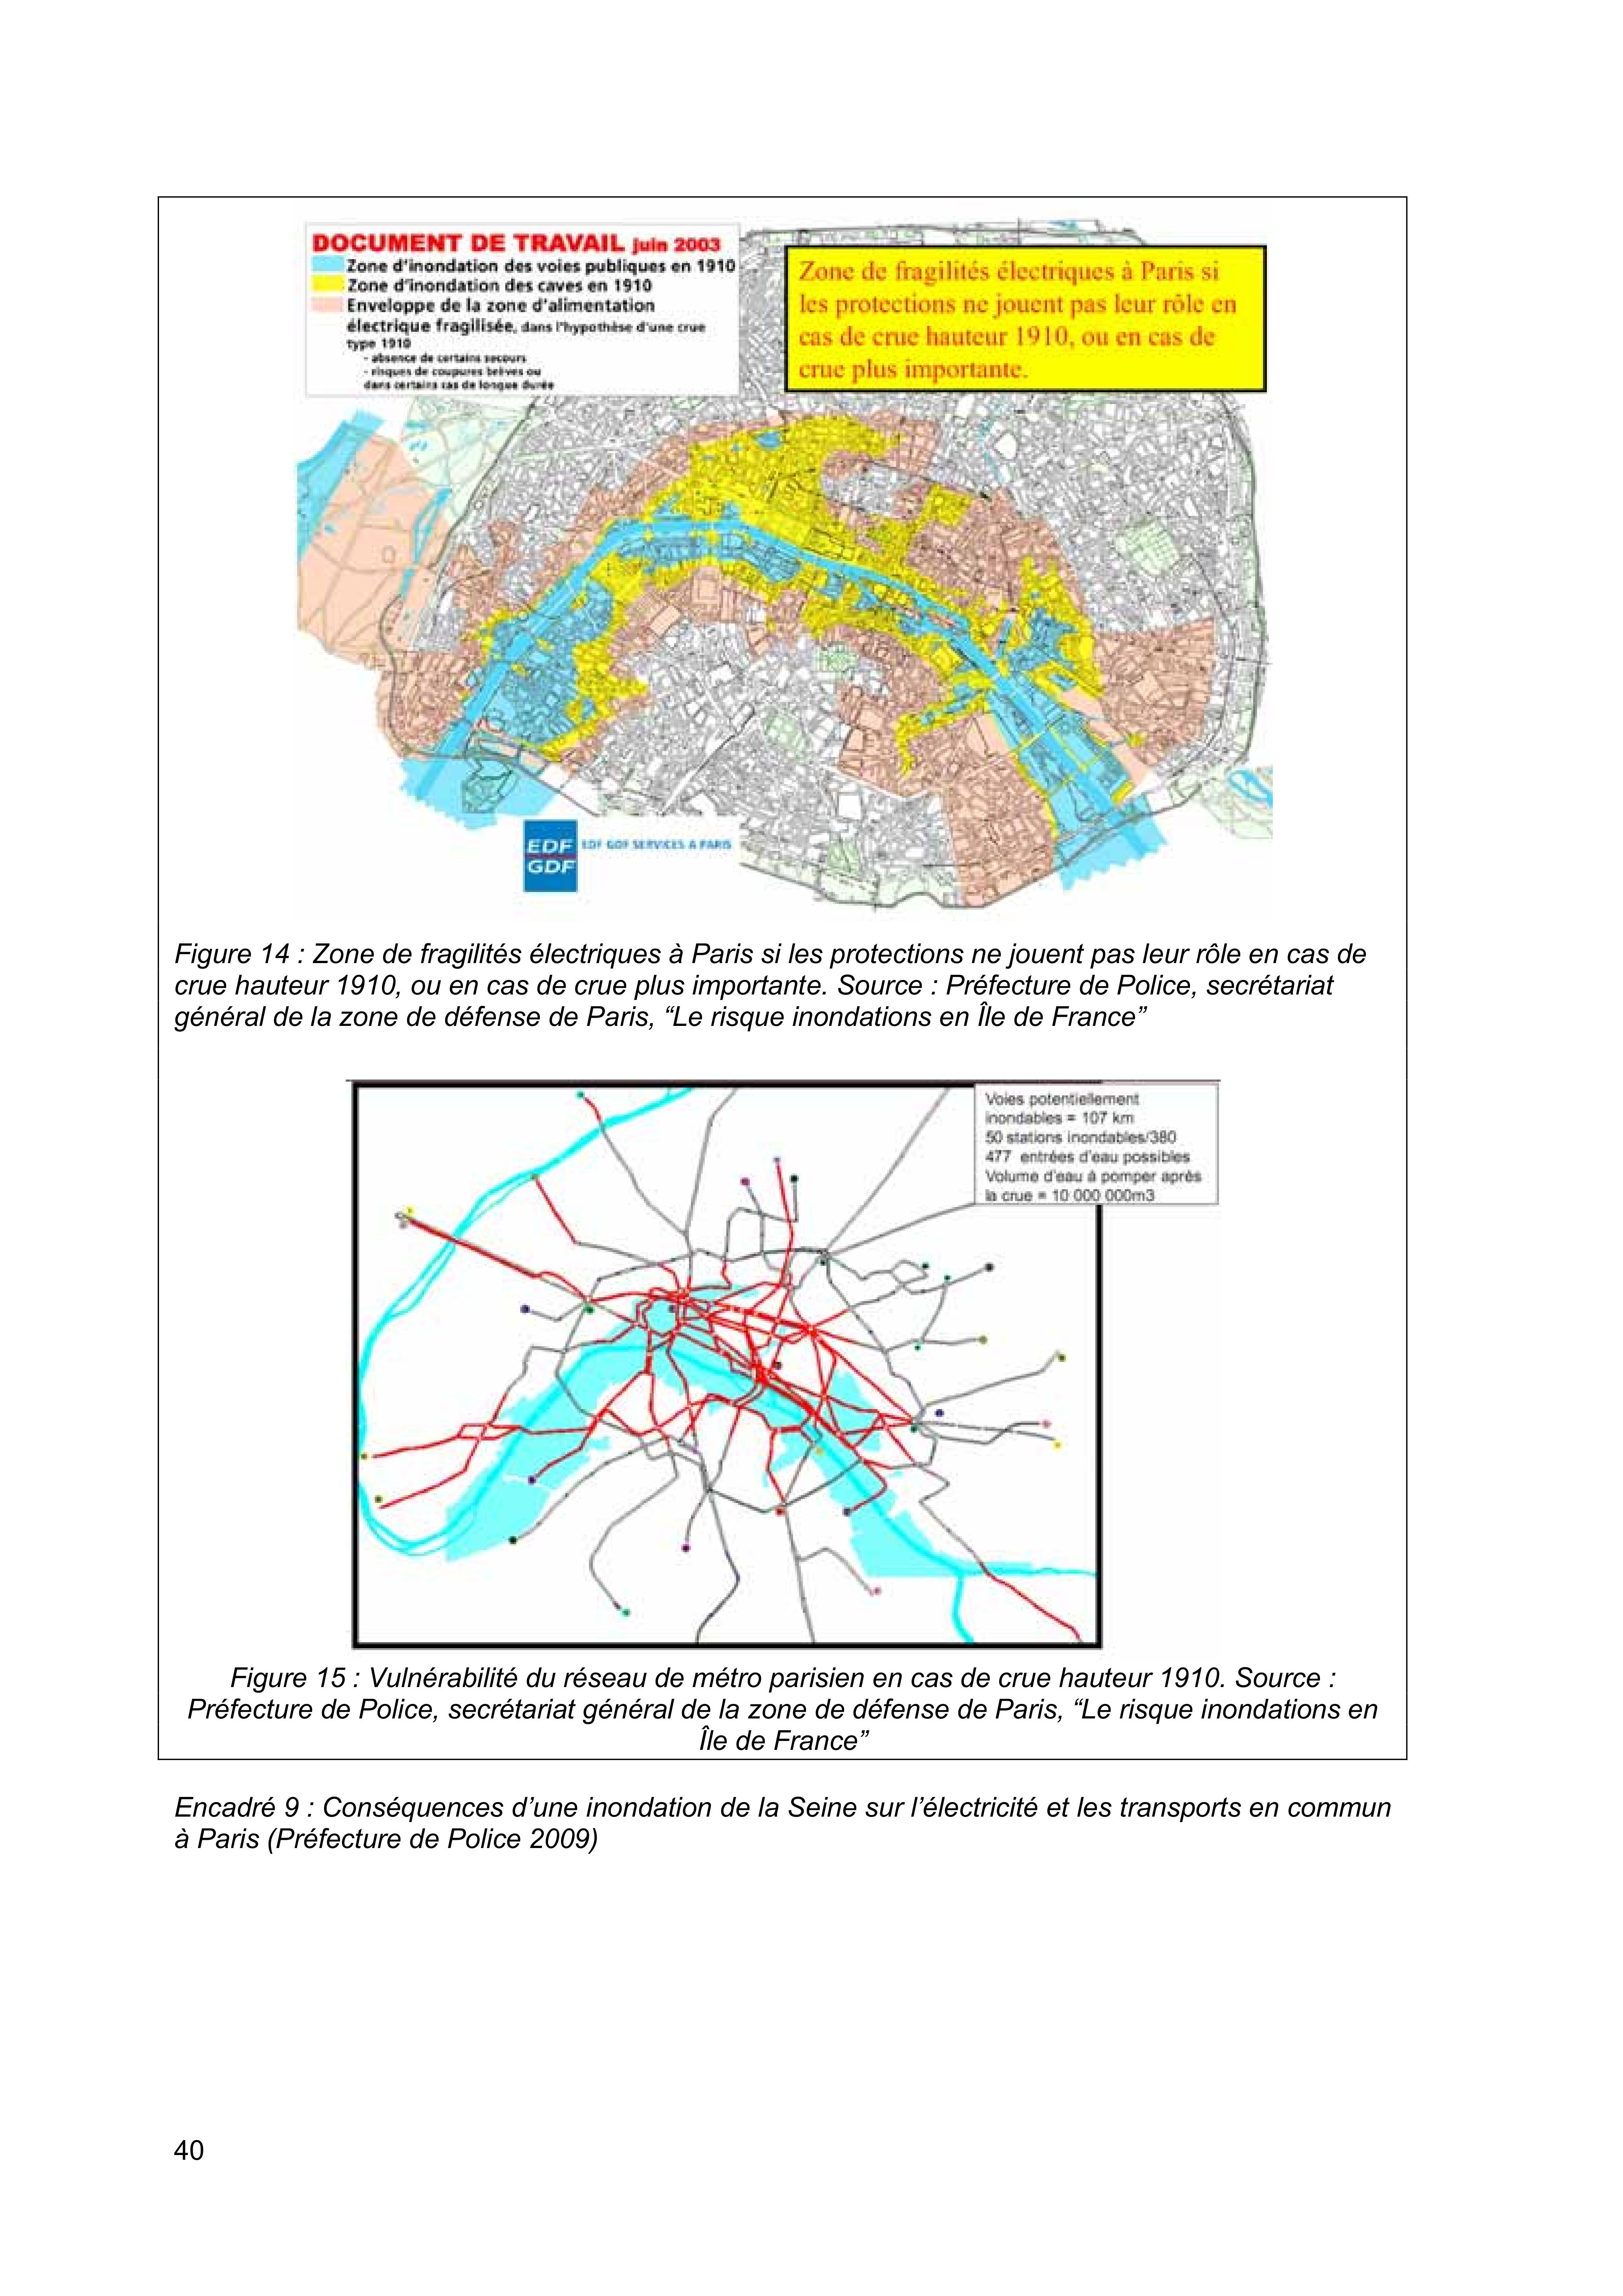 DOCUMENT DE TRAVAIL juin 2003
Zone d'inondation des voies publiques en 1910
Zone d'inondation des caves en 1910
Enveloppe de la zone d'alimentation
électrique fragilisée, dans l'hypothèse d'une crue
type 1910
- absence de certains secours
- risques de coupures brèves ou
dans certains cas de longue durée
Zone de fragilités électriques à Paris si
les protections ne jouent pas leur rôle en
cas de crue hauteur 1910, ou en cas de
crue plus importante.
EDF
GDF
EDF GDF SERVICES A PARIS
Figure 14 : Zone de fragilités électriques à Paris si les protections ne jouent pas leur rôle en cas de
crue hauteur 1910, ou en cas de crue plus importante. Source : Préfecture de Police, secrétariat
général de la zone de défense de Paris, “Le risque inondations en Île de France”
Voies potentiellement
inondables = 107 km
50 stations inondables/380
477 entrées d'eau possibles
Volume d'eau à pomper après
la crue = 10 000 000m3
Figure 15 : Vulnérabilité du réseau de métro parisien en cas de crue hauteur 1910. Source :
Préfecture de Police, secrétariat général de la zone de défense de Paris, “Le risque inondations en
Île de France”
Encadré 9 : Conséquences d’une inondation de la Seine sur l’électricité et les transports en commun
à Paris (Préfecture de Police 2009)
40